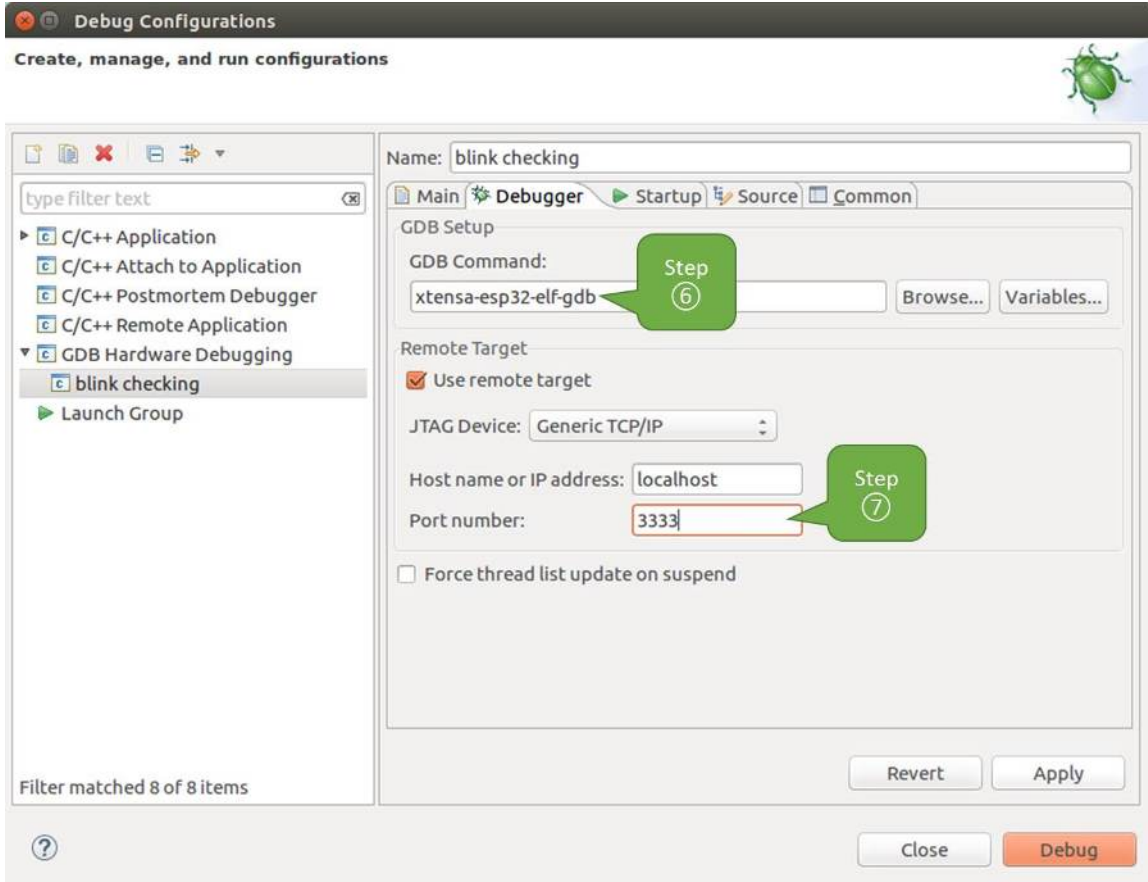 Debug Configurations
Create, manage, and run configurations
type filter text
C/C++ Application
C/C++ Attach to Application
C/C++ Postmortem Debugger
C/C++ Remote Application
GDB Hardware Debugging
blink checking
Launch Group
Filter matched 8 of 8 items
Name: blink checking
Main Debugger Startup Source Common
GDB Setup
GDB Command:
xtensa-esp32-elf-gdb Browse... Variables...
Step
⑥
Remote Target
Use remote target
JTAG Device: Generic TCP/IP
Host name or IP address: localhost
Port number: 3333
Step
⑦
Force thread list update on suspend
Revert Apply
? Close Debug